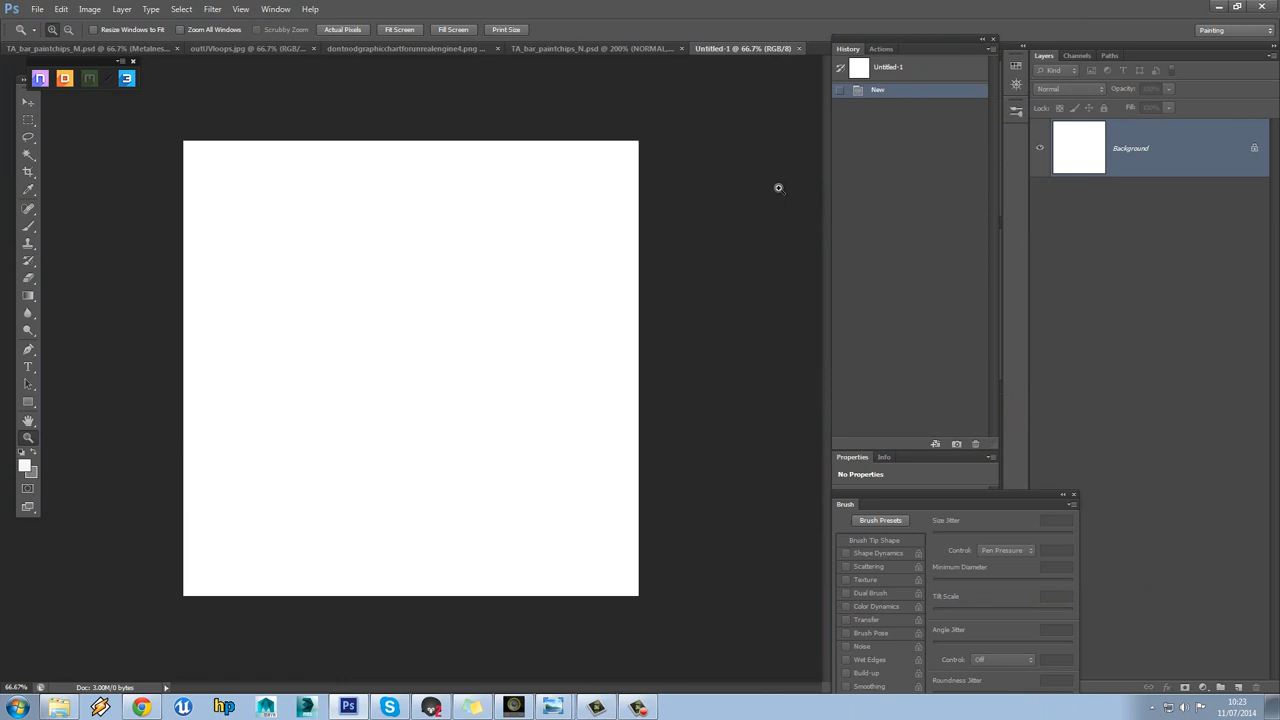 Ps File Edit Image Layer Type Select Filter View Window Help
Resize Windows to Fit Zoom All Windows Scrubby Zoom Actual Pixels Fit Screen Fill Screen Print Size Painting
TA_bar_paintchips_M.psd @ 66.7% (Metalnes... × outUVloops.jpg @ 66.7% (RGB/... × dontnodgraphicchartforunrealengine4.png ... × TA_bar_paintchips_N.psd @ 200% (NORMAL,... × Untitled-1 @ 66.7% (RGB/8) ×
History Actions
Untitled-1
New
Layers Channels Paths
Kind
Normal Opacity: 100%
Lock: Fill: 100%
Background
Properties Info
No Properties
Brush
Brush Presets Size Jitter
Brush Tip Shape
Shape Dynamics Control: Pen Pressure
Scattering Minimum Diameter
Texture
Dual Brush Tilt Scale
Color Dynamics
Transfer
Brush Pose Angle Jitter
Noise
Wet Edges Control: Off
Build-up
Smoothing Roundness Jitter
66.67% Doc: 3.00M/0 bytes
hp Ps
10:23
11/07/2014